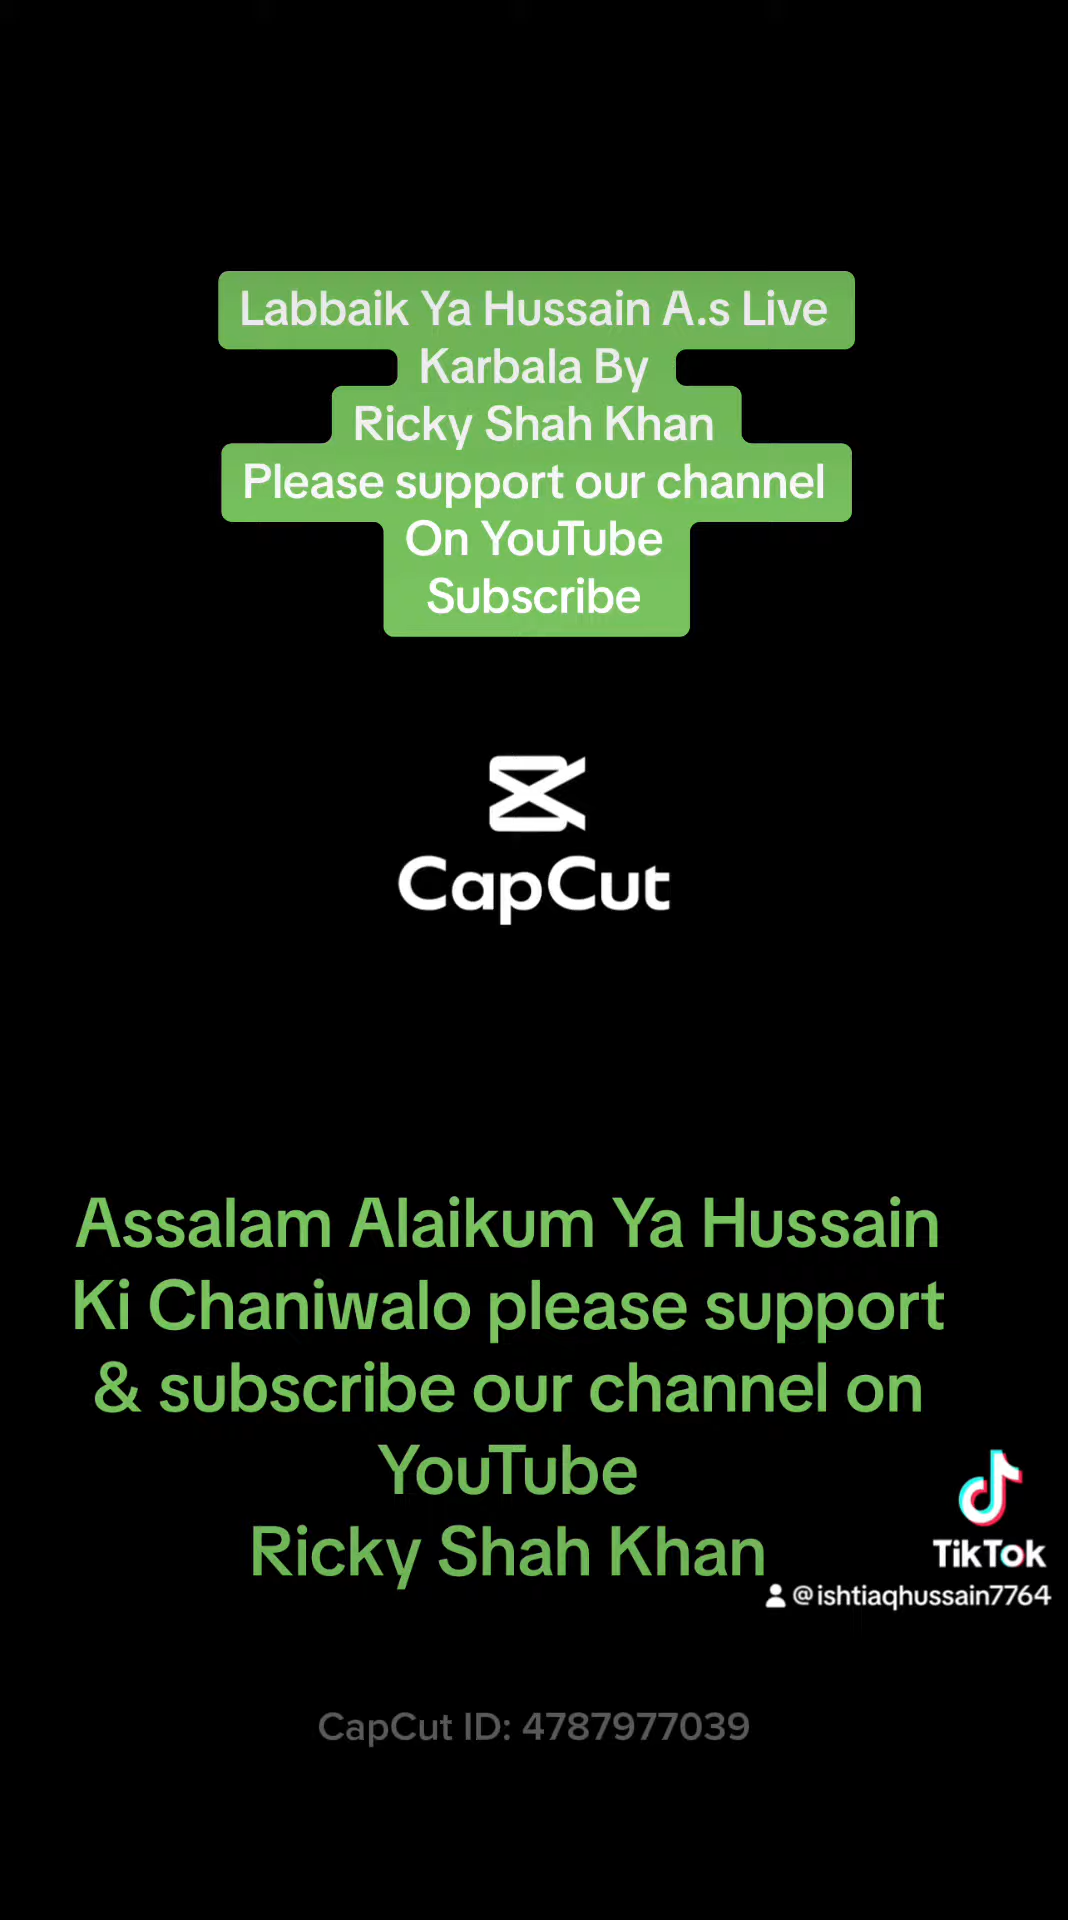 Labbaik Ya Hussain A.s Live
Karbala By
Ricky Shah Khan
Please support our channel
On YouTube
Subscribe
CapCut
Assalam Alaikum Ya Hussain
Ki Chaniwalo please support
& subscribe our channel on
YouTube
Ricky Shah Khan
TikTok
@ishtiaqhussain7764
CapCut ID: 4787977039